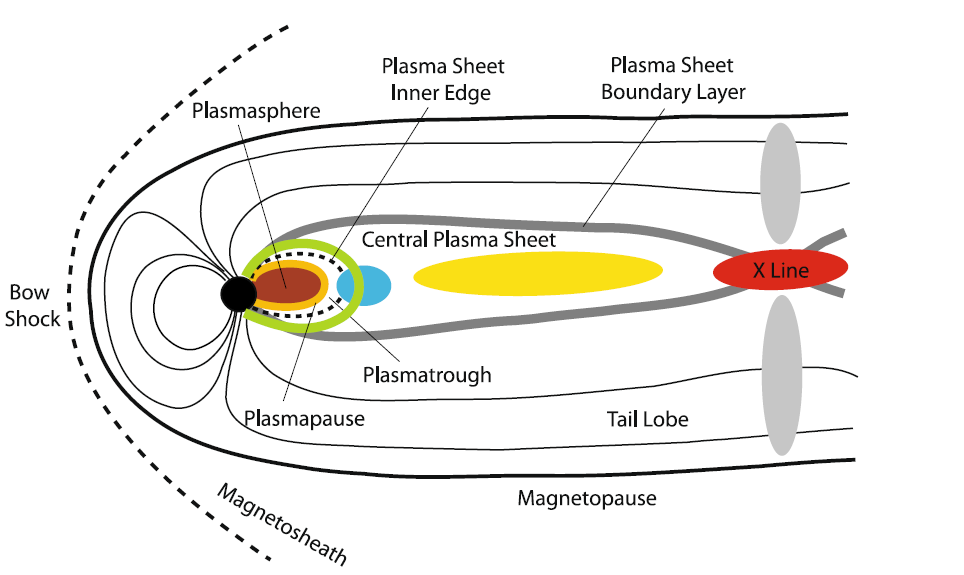 Plasma Sheet
Inner Edge
Plasma Sheet
Boundary Layer
Plasmasphere
Central Plasma Sheet
X Line
Bow
Shock
Plasmatrough
Plasmapause
Tail Lobe
Magnetopause
Magnetosheath